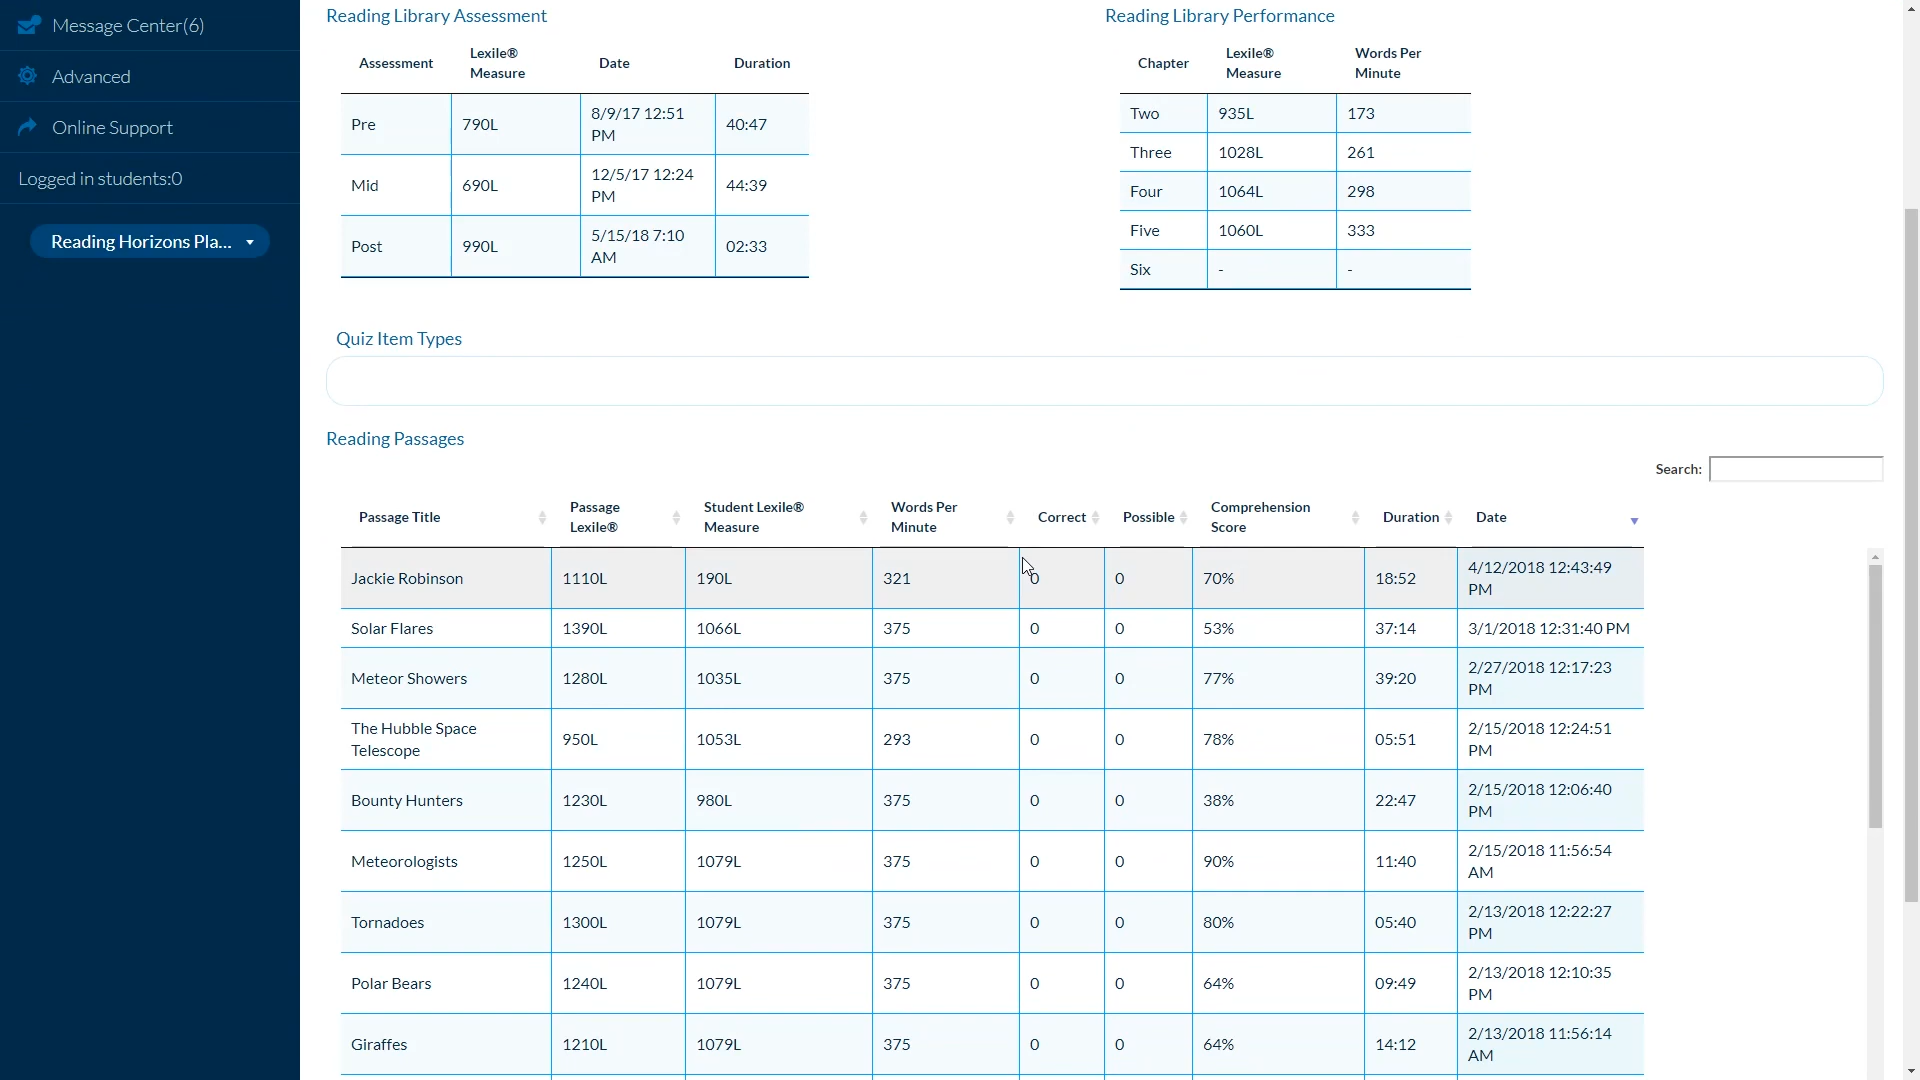 Message Center(6)
Advanced
Online Support
Logged in students:0
Reading Horizons Pla...
Reading Library Assessment
Assessment Lexile® Measure Date Duration
Pre 790L 8/9/17 12:51 PM 40:47
Mid 690L 12/5/17 12:24 PM 44:39
Post 990L 5/15/18 7:10 AM 02:33
Reading Library Performance
Chapter Lexile® Measure Words Per Minute
Two 935L 173
Three 1028L 261
Four 1064L 298
Five 1060L 333
Six - -
Quiz Item Types
Reading Passages
Search:
Passage Title Passage Lexile® Student Lexile® Measure Words Per Minute Correct Possible Comprehension Score Duration Date
Jackie Robinson 1110L 190L 321 0 0 70% 18:52 4/12/2018 12:43:49 PM
Solar Flares 1390L 1066L 375 0 0 53% 37:14 3/1/2018 12:31:40 PM
Meteor Showers 1280L 1035L 375 0 0 77% 39:20 2/27/2018 12:17:23 PM
The Hubble Space Telescope 950L 1053L 293 0 0 78% 05:51 2/15/2018 12:24:51 PM
Bounty Hunters 1230L 980L 375 0 0 38% 22:47 2/15/2018 12:06:40 PM
Meteorologists 1250L 1079L 375 0 0 90% 11:40 2/15/2018 11:56:54 AM
Tornadoes 1300L 1079L 375 0 0 80% 05:40 2/13/2018 12:22:27 PM
Polar Bears 1240L 1079L 375 0 0 64% 09:49 2/13/2018 12:10:35 PM
Giraffes 1210L 1079L 375 0 0 64% 14:12 2/13/2018 11:56:14 AM